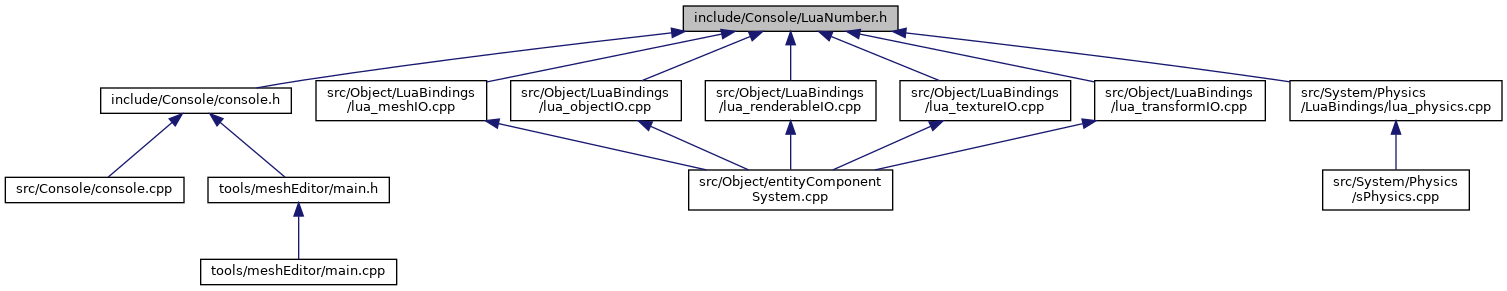 include/Console/LuaNumber.h
include/Console/console.h
src/Object/LuaBindings
/lua_meshIO.cpp
src/Object/LuaBindings
/lua_objectIO.cpp
src/Object/LuaBindings
/lua_renderableIO.cpp
src/Object/LuaBindings
/lua_textureIO.cpp
src/Object/LuaBindings
/lua_transformIO.cpp
src/System/Physics
/LuaBindings/lua_physics.cpp
src/Console/console.cpp
tools/meshEditor/main.h
src/Object/entityComponent
System.cpp
src/System/Physics
/sPhysics.cpp
tools/meshEditor/main.cpp